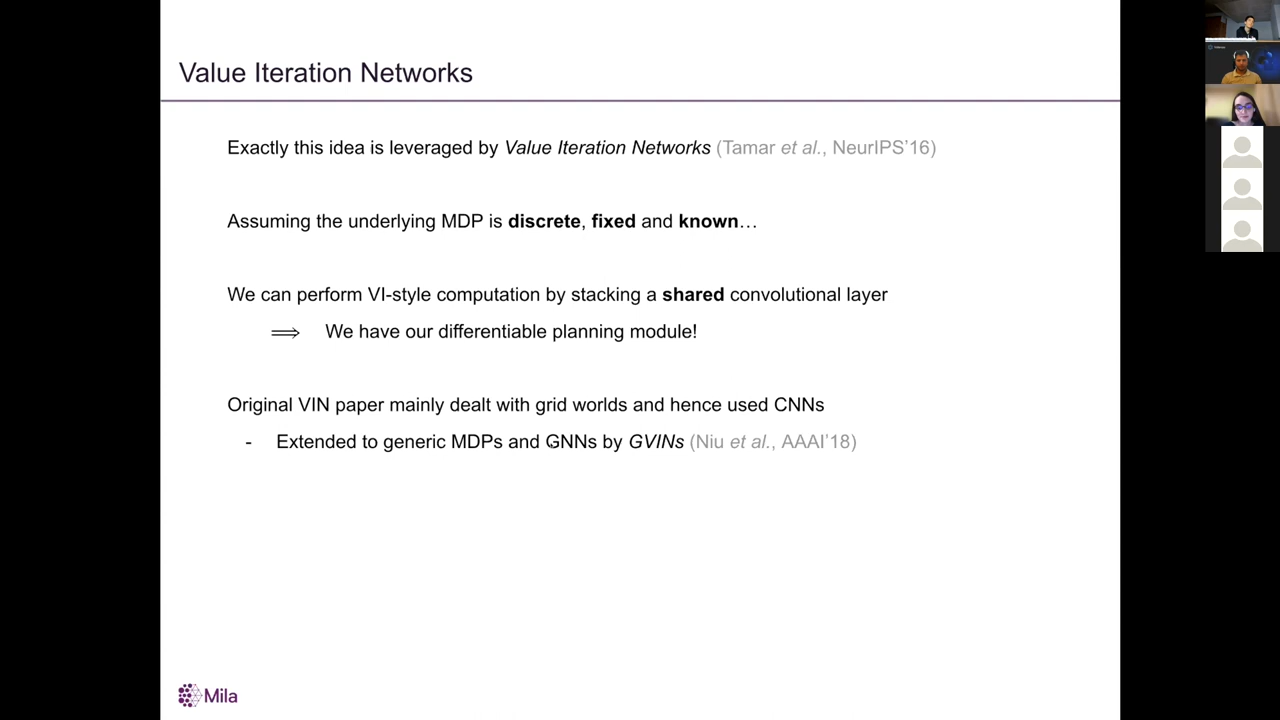 Value Iteration Networks
Exactly this idea is leveraged by Value Iteration Networks (Tamar et al., NeurIPS'16)
Assuming the underlying MDP is discrete, fixed and known…
We can perform VI-style computation by stacking a shared convolutional layer
⟹ We have our differentiable planning module!
Original VIN paper mainly dealt with grid worlds and hence used CNNs
- Extended to generic MDPs and GNNs by GVINs (Niu et al., AAAI'18)
Mila